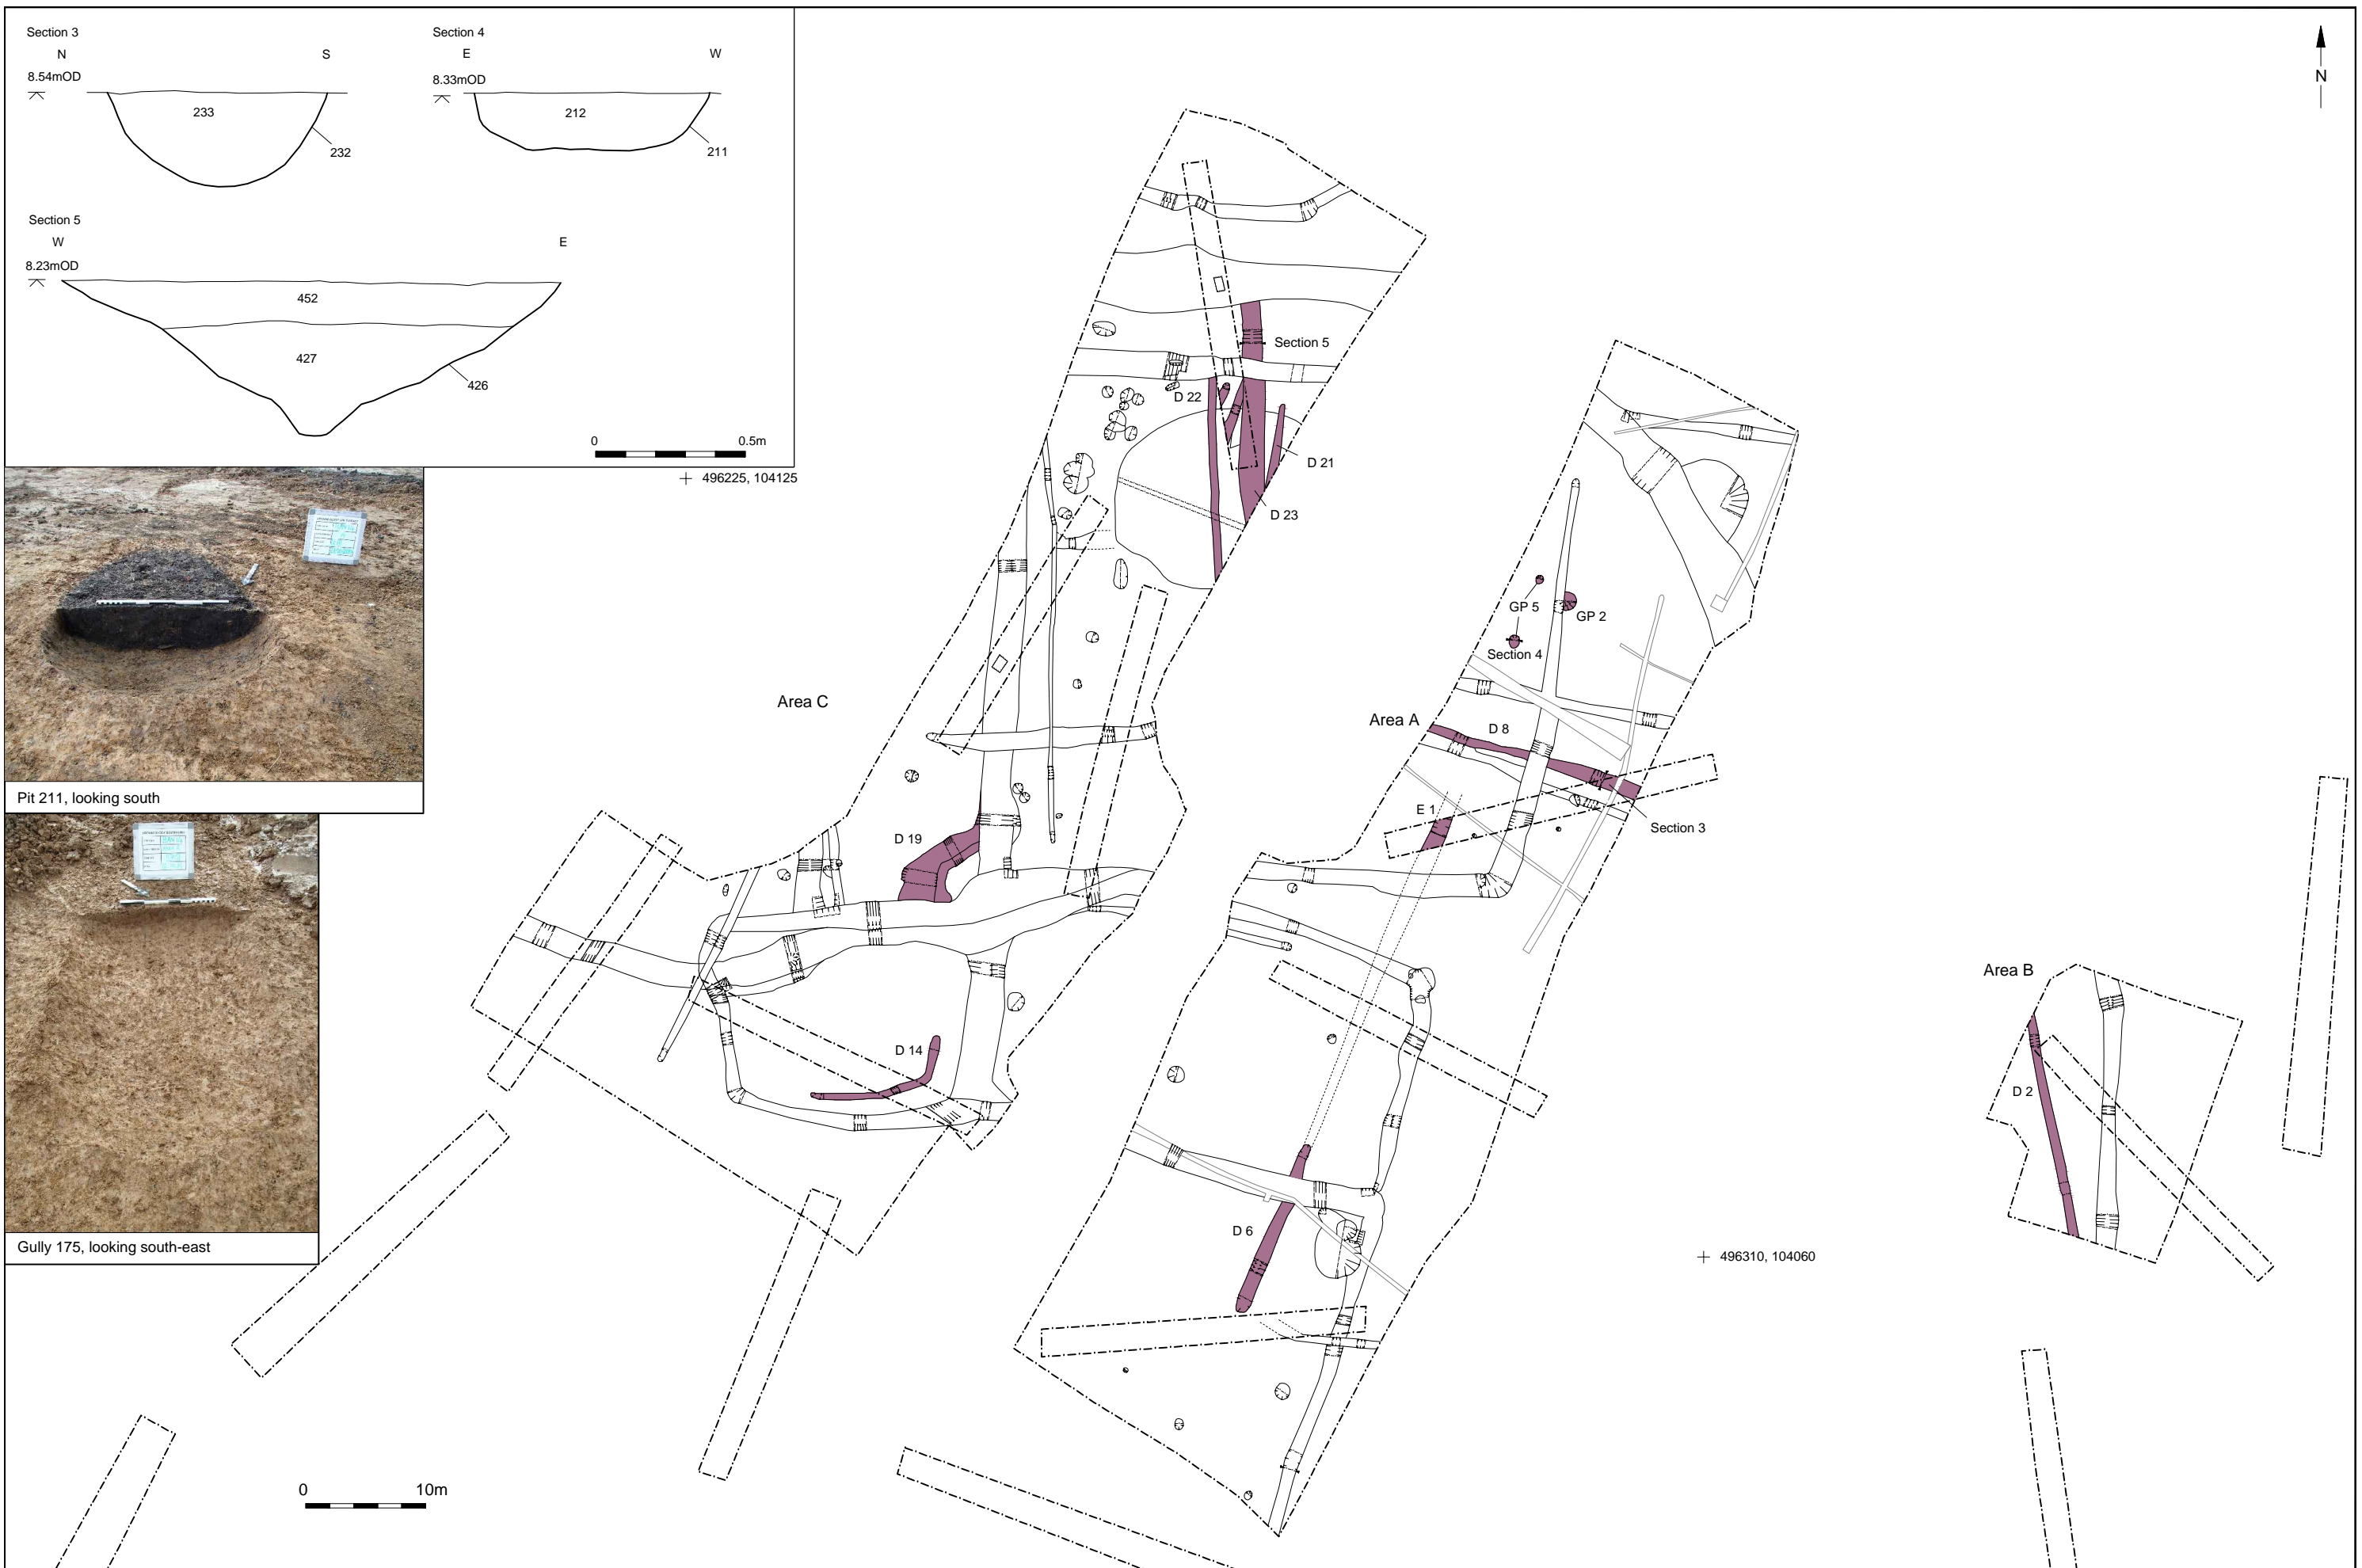 Section 3
N S
8.54mOD
233
232
Section 4
E W
8.33mOD
212
211
Section 5
W E
8.23mOD
452
427
426
0 0.5m
496225, 104125
Pit 211, looking south
Gully 175, looking south-east
N
Section 5
D 22
D 21
D 23
GP 5
GP 2
Section 4
Area C
Area A
D 8
E 1
Section 3
D 19
Area B
D 14
D 2
D 6
496310, 104060
0 10m